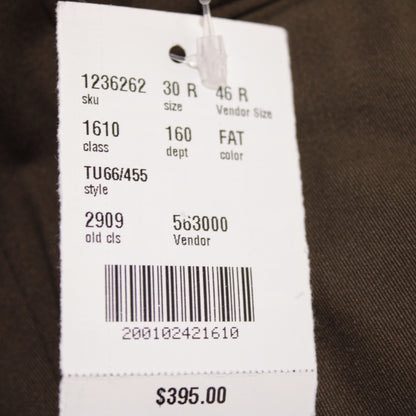 1236262 30 R 46 R
sku size Vendor Size
1610 160 FAT
class dept color
TU66/455
style
2909 563000
old cls Vendor
200102421610
$395.00